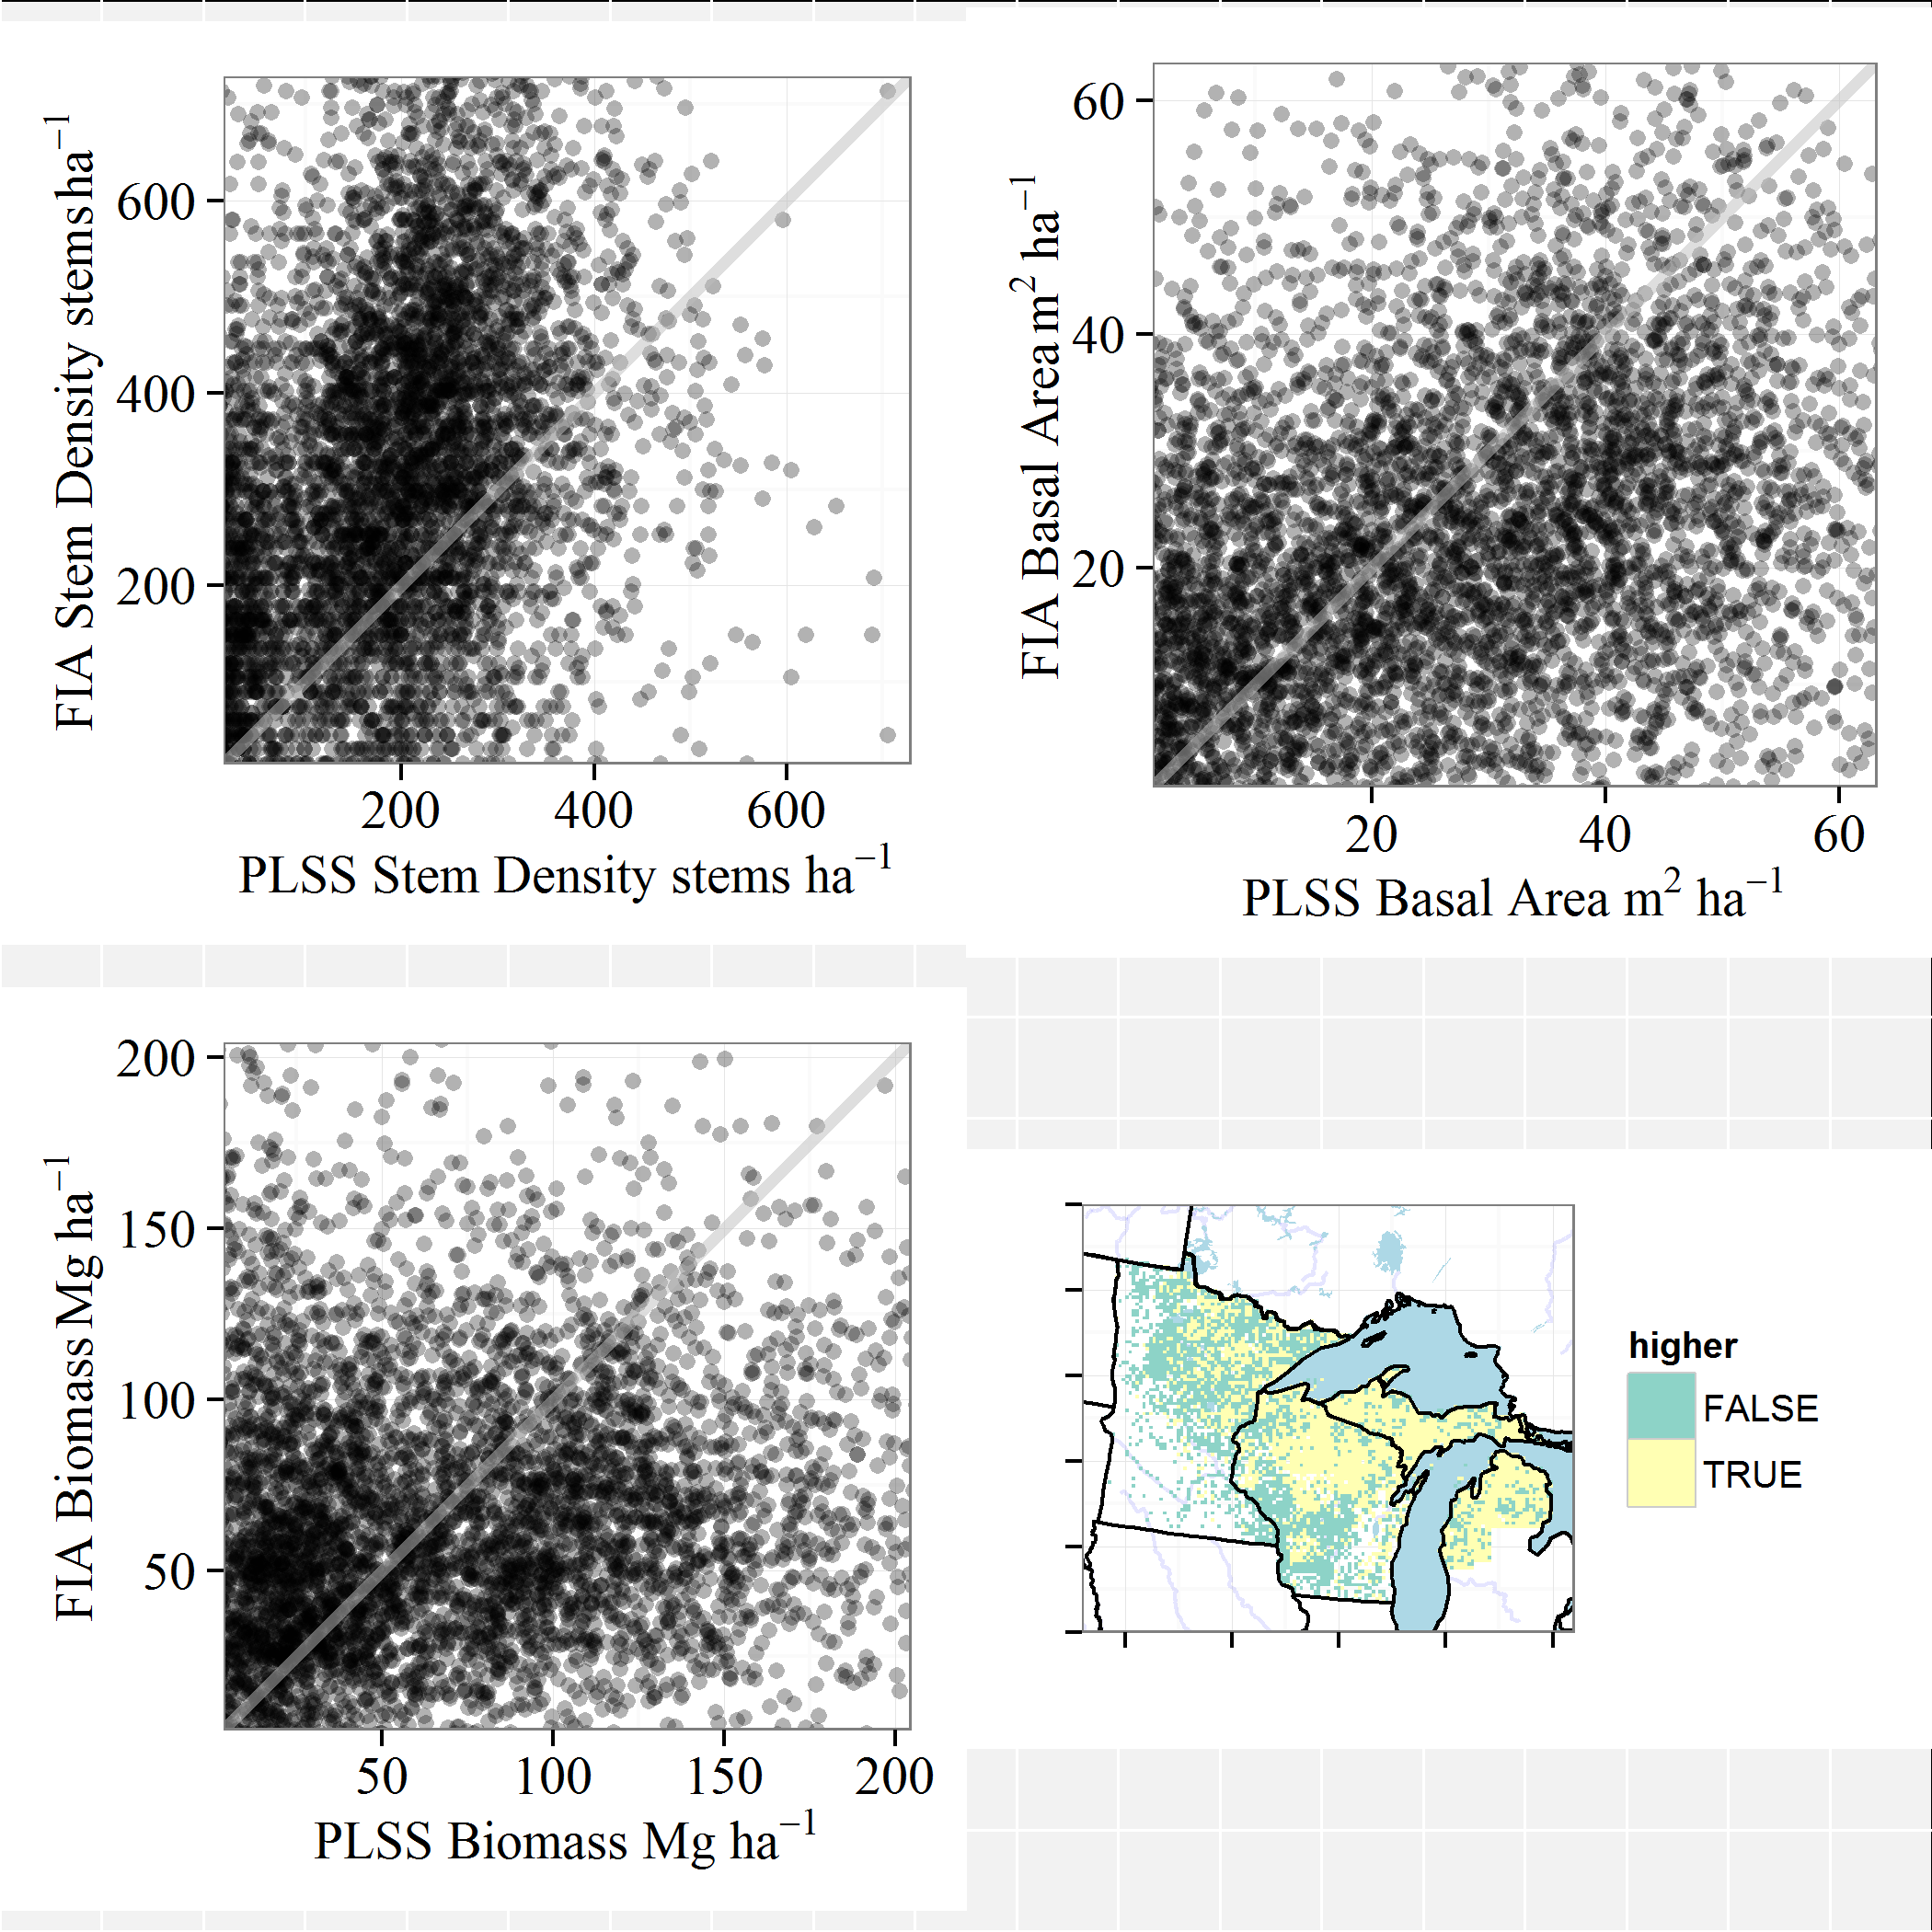 600
400
200
FIA Stem Density stems ha−1
200 400 600
PLSS Stem Density stems ha−1
60
40
20
FIA Basal Area m2 ha−1
20 40 60
PLSS Basal Area m2 ha−1
200
150
100
50
FIA Biomass Mg ha−1
50 100 150 200
PLSS Biomass Mg ha−1
higher
FALSE
TRUE